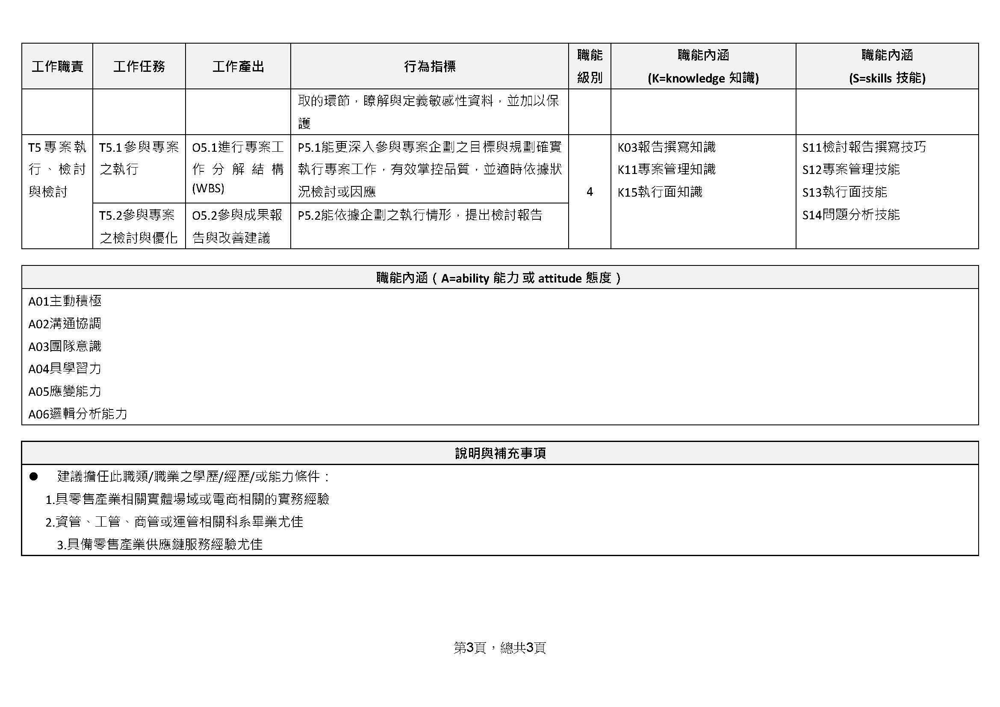 工作職責
工作任務
工作產出
行為指標
職能
級別
職能內涵
(K=knowledge 知識)
職能內涵
(S=skills 技能)
取的環節，瞭解與定義敏感性資料，並加以保
護
T5專案執
行、檢討
與檢討
T5.1參與專案
之執行
O5.1進行專案工
作分解結構
(WBS)
P5.1能更深入參與專案企劃之目標與規劃確實
執行專案工作，有效掌控品質，並適時依據狀
況檢討或因應
4
K03報告撰寫知識
K11專案管理知識
K15執行面知識
S11檢討報告撰寫技巧
S12專案管理技能
S13執行面技能
S14問題分析技能
T5.2參與專案
之檢討與優化
O5.2參與成果報
告與改善建議
P5.2能依據企劃之執行情形，提出檢討報告
職能內涵（A=ability 能力 或 attitude 態度）
A01主動積極
A02溝通協調
A03團隊意識
A04具學習力
A05應變能力
A06邏輯分析能力
說明與補充事項
● 建議擔任此職類/職業之學歷/經歷/或能力條件：
1.具零售產業相關實體場域或電商相關的實務經驗
2.資管、工管、商管或運管相關科系畢業尤佳
3.具備零售產業供應鏈服務經驗尤佳
第3頁，總共3頁